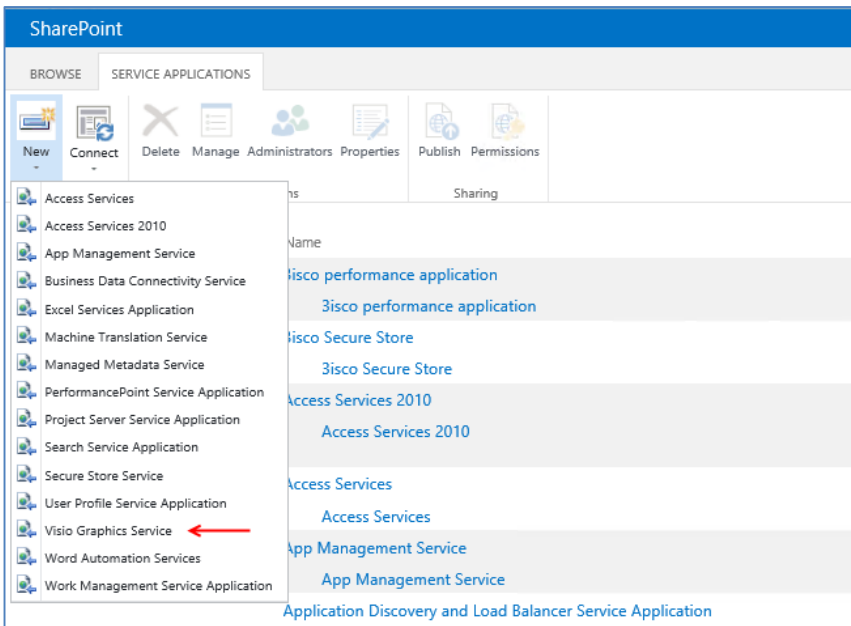 SharePoint
BROWSE SERVICE APPLICATIONS
New Connect Delete Manage Administrators Properties Publish Permissions
ns Sharing
Access Services
Access Services 2010
App Management Service
Business Data Connectivity Service
Excel Services Application
Machine Translation Service
Managed Metadata Service
PerformancePoint Service Application
Project Server Service Application
Search Service Application
Secure Store Service
User Profile Service Application
Visio Graphics Service
Word Automation Services
Work Management Service Application
Name
3isco performance application
3isco performance application
3isco Secure Store
3isco Secure Store
Access Services 2010
Access Services 2010
Access Services
Access Services
App Management Service
App Management Service
Application Discovery and Load Balancer Service Application